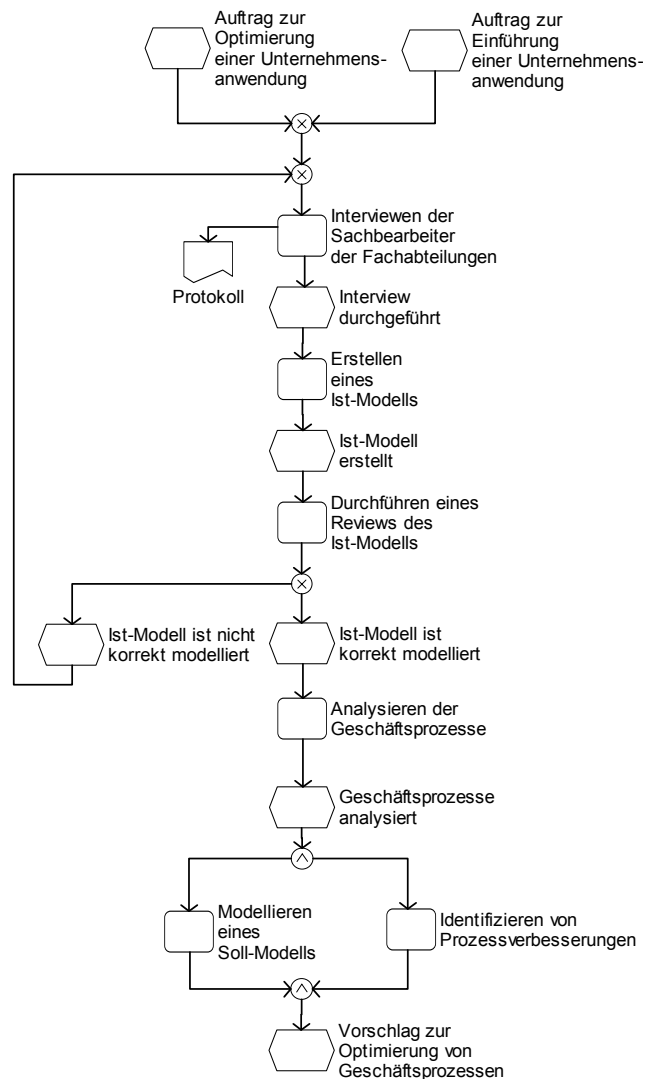 Auftrag zur
Optimierung
einer Unternehmens-
anwendung
Auftrag zur
Einführung
einer Unternehmens-
anwendung
Interviewen der
Sachbearbeiter
der Fachabteilungen
Protokoll
Interview
durchgeführt
Erstellen
eines
Ist-Modells
Ist-Modell
erstellt
Durchführen eines
Reviews des
Ist-Modells
Ist-Modell ist nicht
korrekt modelliert
Ist-Modell ist
korrekt modelliert
Analysieren der
Geschäftsprozesse
Geschäftsprozesse
analysiert
Modellieren
eines
Soll-Modells
Identifizieren von
Prozessverbesserungen
Vorschlag zur
Optimierung von
Geschäftsprozessen